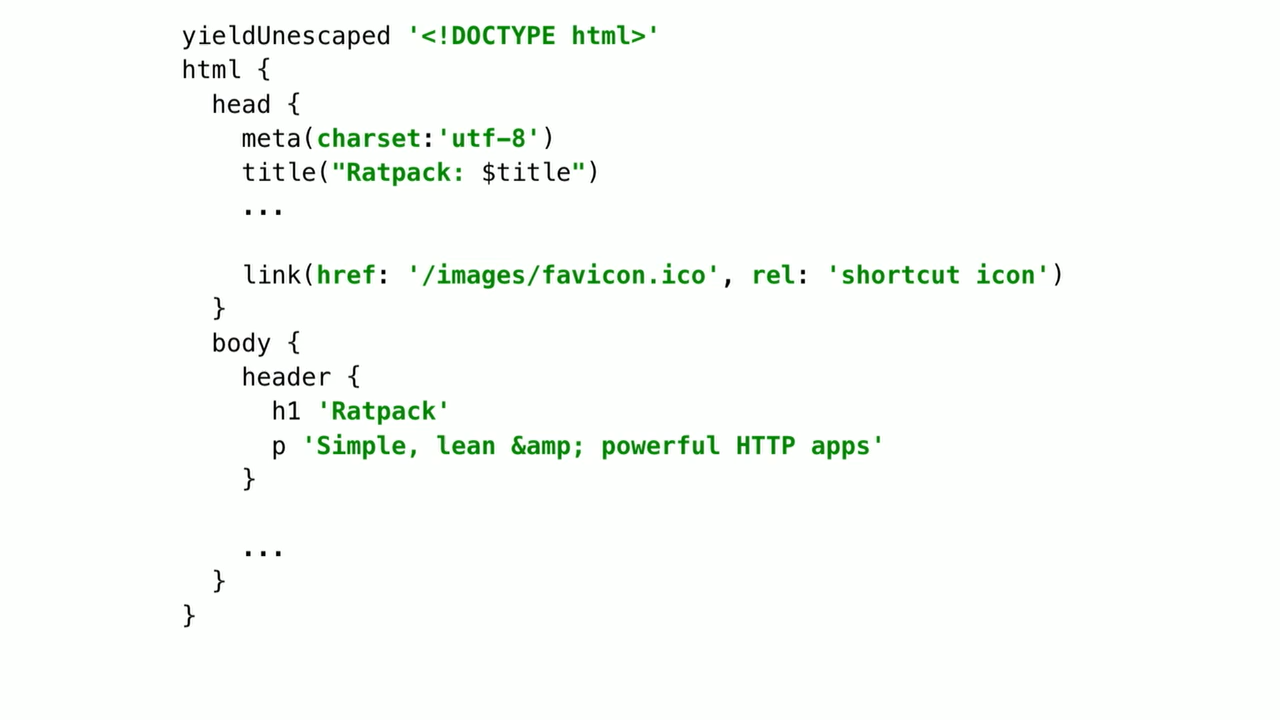 yieldUnescaped '<!DOCTYPE html>'
html {
  head {
    meta(charset:'utf-8')
    title("Ratpack: $title")
    ...

    link(href: '/images/favicon.ico', rel: 'shortcut icon')
  }
  body {
    header {
      h1 'Ratpack'
      p 'Simple, lean &amp; powerful HTTP apps'
    }

    ...
  }
}